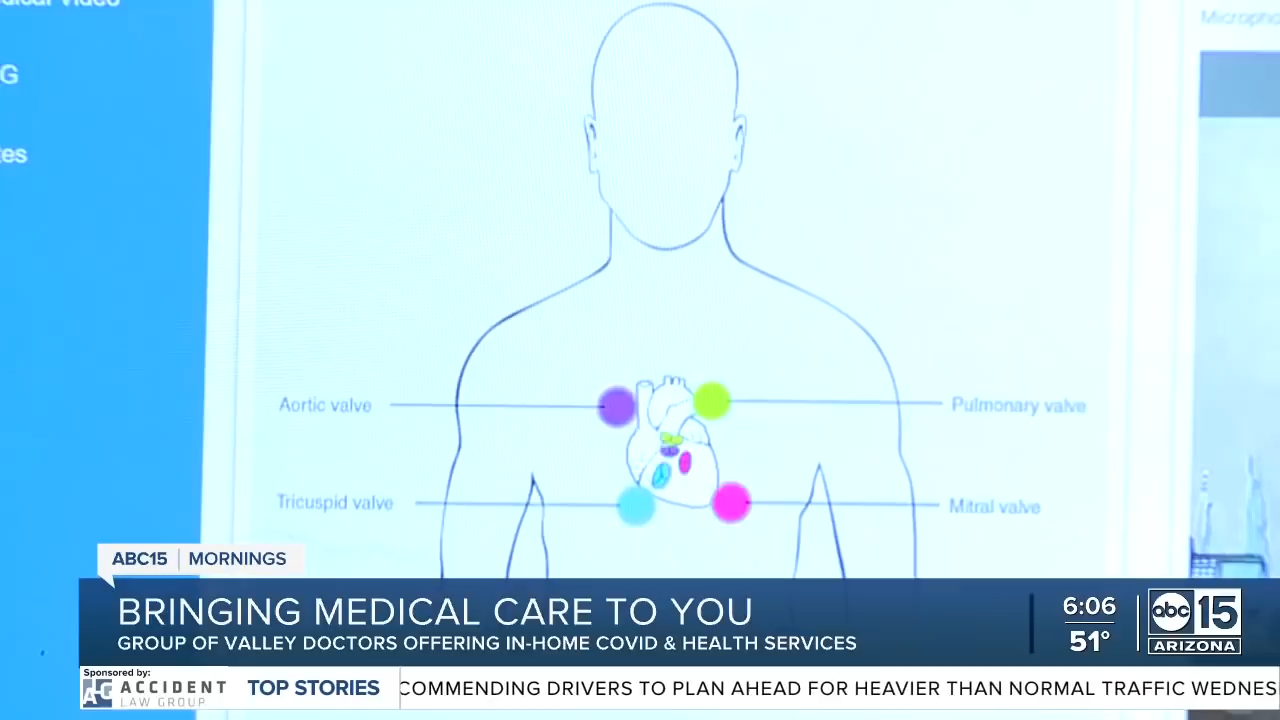 G
Aortic valve
Pulmonary valve
Tricuspid valve
Mitral valve
ABC15 MORNINGS
BRINGING MEDICAL CARE TO YOU
GROUP OF VALLEY DOCTORS OFFERING IN-HOME COVID & HEALTH SERVICES
6:06
51°
abc 15
ARIZONA
Sponsored by:
ACCIDENT
LAW GROUP
TOP STORIES
COMMENDING DRIVERS TO PLAN AHEAD FOR HEAVIER THAN NORMAL TRAFFIC WEDNES